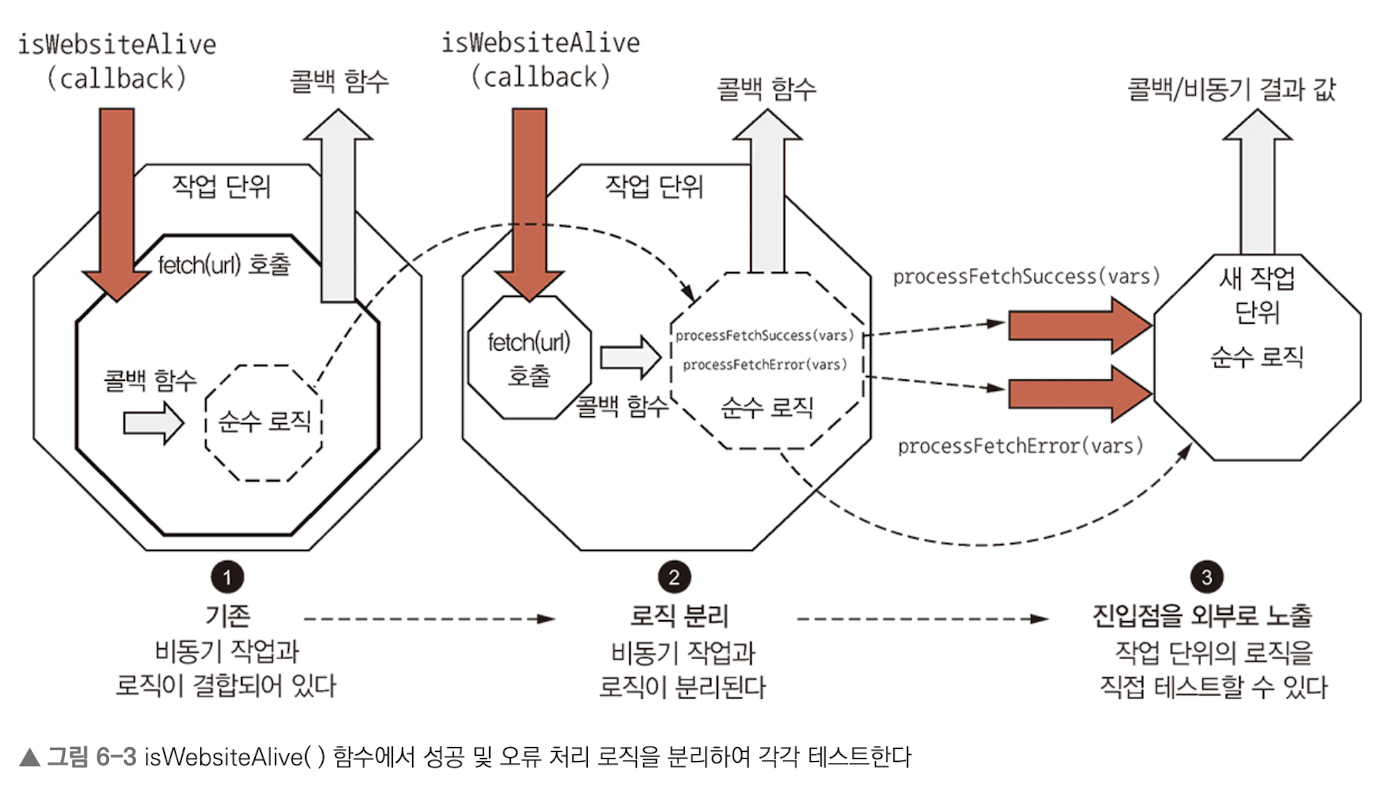 isWebsiteAlive
(callback)
콜백 함수
작업 단위
fetch(url) 호출
콜백 함수
순수 로직
isWebsiteAlive
(callback)
콜백 함수
작업 단위
fetch(url)
호출
콜백 함수
processFetchSuccess(vars)
processFetchError(vars)
순수 로직
processFetchSuccess(vars)
processFetchError(vars)
콜백/비동기 결과 값
새 작업
단위
순수 로직
1
기존
비동기 작업과
로직이 결합되어 있다
2
로직 분리
비동기 작업과
로직이 분리된다
3
진입점을 외부로 노출
작업 단위의 로직을
직접 테스트할 수 있다
▲ 그림 6-3 isWebsiteAlive( ) 함수에서 성공 및 오류 처리 로직을 분리하여 각각 테스트한다